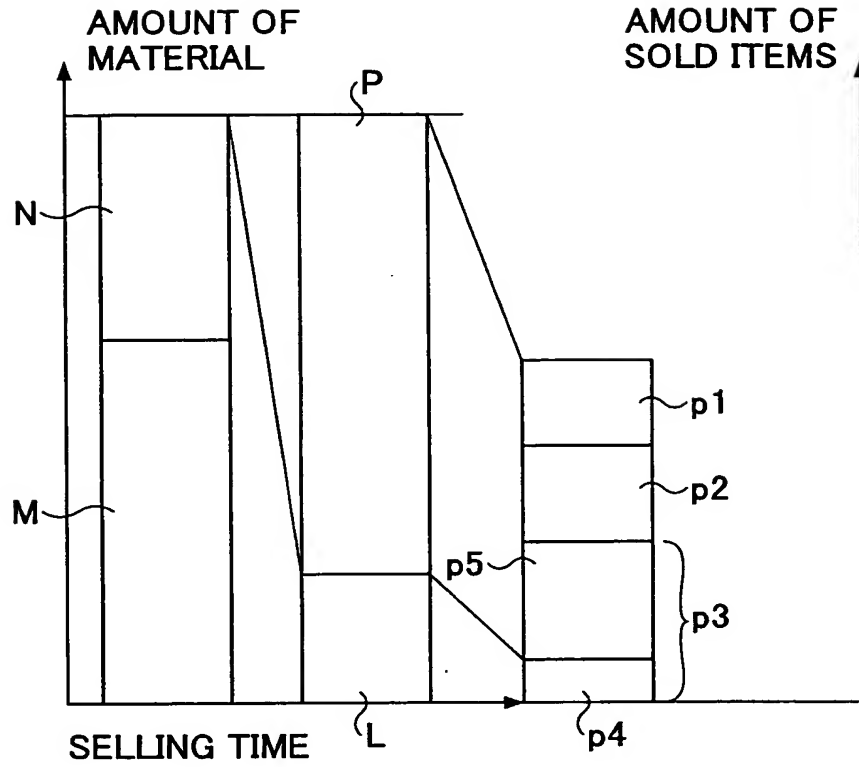 AMOUNT OF
MATERIAL
AMOUNT OF
SOLD ITEMS
P
N
p1
p2
M
p5
p3
SELLING TIME
L
p4